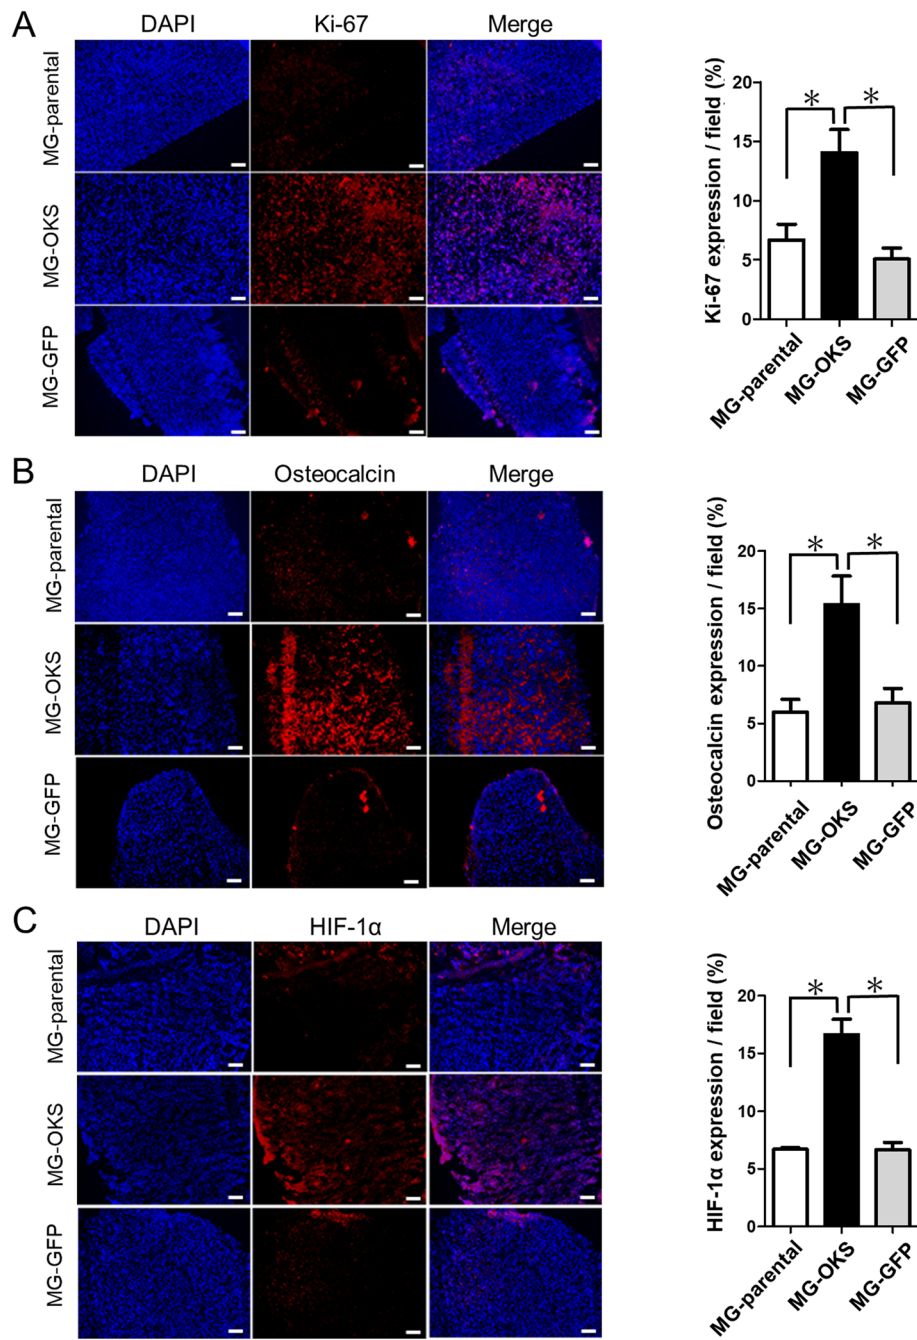 A
DAPI Ki-67 Merge
MG-parental
MG-OKS
MG-GFP
Ki-67 expression / field (%)
20
15
10
5
0
* *
MG-parental MG-OKS MG-GFP
B
DAPI Osteocalcin Merge
MG-parental
MG-OKS
MG-GFP
Osteocalcin expression / field (%)
20
15
10
5
0
* *
MG-parental MG-OKS MG-GFP
C
DAPI HIF-1α Merge
MG-parental
MG-OKS
MG-GFP
HIF-1α expression / field (%)
20
15
10
5
0
* *
MG-parental MG-OKS MG-GFP